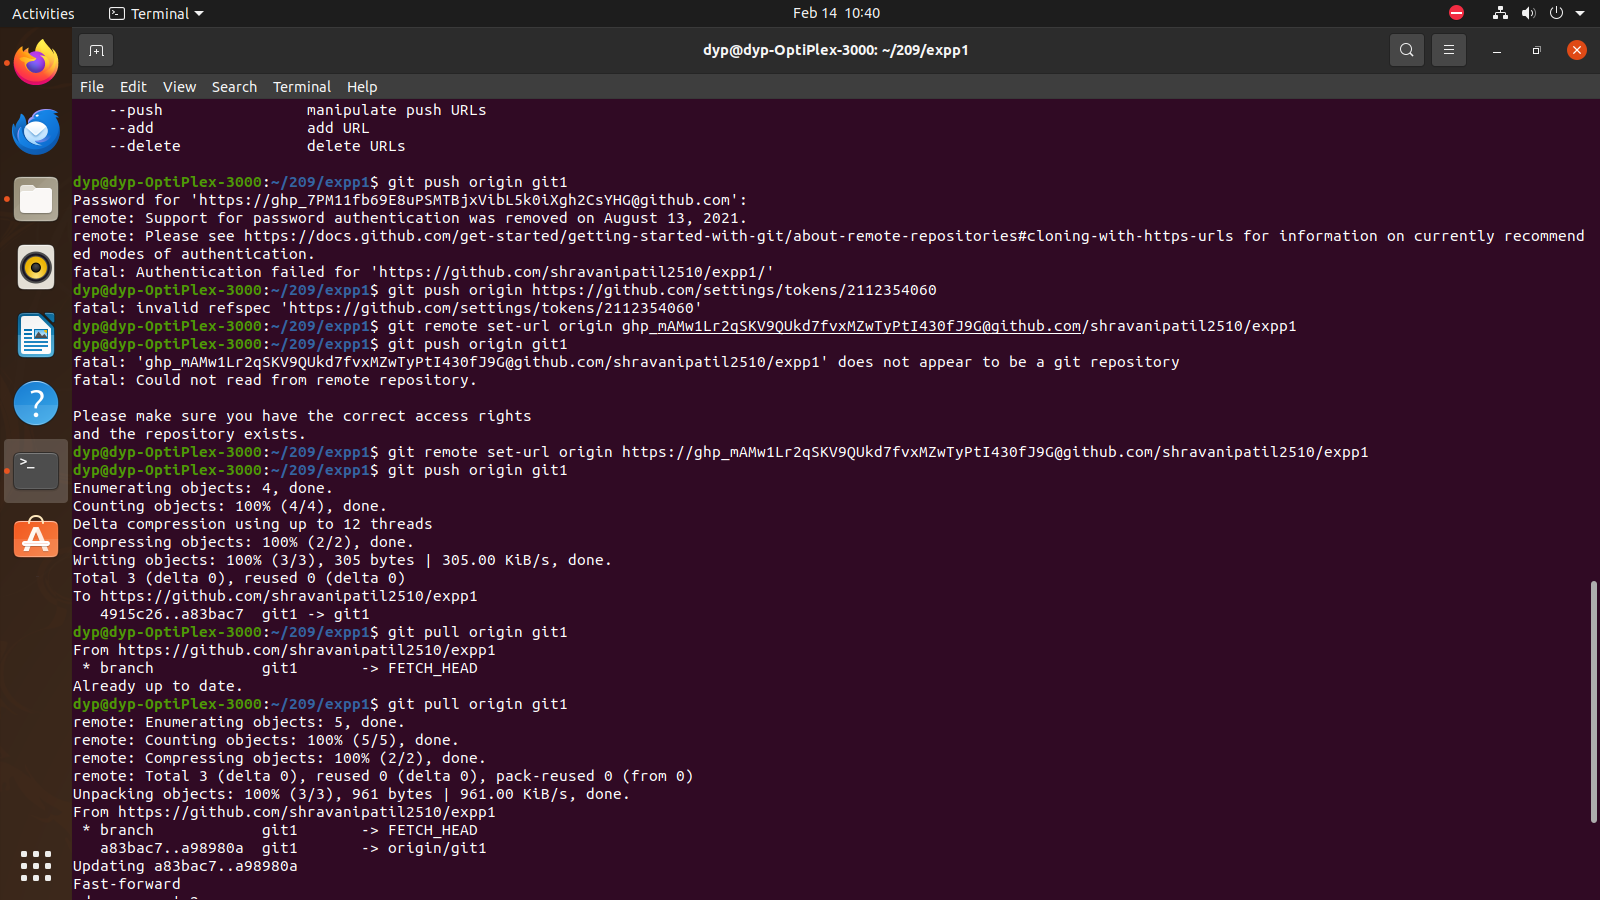 Activities
Terminal
Feb 14 10:40
dyp@dyp-OptiPlex-3000: ~/209/expp1
File Edit View Search Terminal Help
--push manipulate push URLs
--add add URL
--delete delete URLs
dyp@dyp-OptiPlex-3000:~/209/expp1$ git push origin git1
Password for 'https://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@github.com':
remote: Support for password authentication was removed on August 13, 2021.
remote: Please see https://docs.github.com/get-started/getting-started-with-git/about-remote-repositories#cloning-with-https-urls for information on currently recommend
ed modes of authentication.
fatal: Authentication failed for 'https://github.com/shravanipatil2510/expp1/'
dyp@dyp-OptiPlex-3000:~/209/expp1$ git push origin https://github.com/settings/tokens/2112354060
fatal: invalid refspec 'https://github.com/settings/tokens/2112354060'
dyp@dyp-OptiPlex-3000:~/209/expp1$ git remote set-url origin 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@github.com/shravanipatil2510/expp1
dyp@dyp-OptiPlex-3000:~/209/expp1$ git push origin git1
fatal: '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@github.com/shravanipatil2510/expp1' does not appear to be a git repository
fatal: Could not read from remote repository.
Please make sure you have the correct access rights
and the repository exists.
dyp@dyp-OptiPlex-3000:~/209/expp1$ git remote set-url origin https://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@github.com/shravanipatil2510/expp1
dyp@dyp-OptiPlex-3000:~/209/expp1$ git push origin git1
Enumerating objects: 4, done.
Counting objects: 100% (4/4), done.
Delta compression using up to 12 threads
Compressing objects: 100% (2/2), done.
Writing objects: 100% (3/3), 305 bytes | 305.00 KiB/s, done.
Total 3 (delta 0), reused 0 (delta 0)
To https://github.com/shravanipatil2510/expp1
4915c26..a83bac7 git1 -> git1
dyp@dyp-OptiPlex-3000:~/209/expp1$ git pull origin git1
From https://github.com/shravanipatil2510/expp1
* branch git1 -> FETCH_HEAD
Already up to date.
dyp@dyp-OptiPlex-3000:~/209/expp1$ git pull origin git1
remote: Enumerating objects: 5, done.
remote: Counting objects: 100% (5/5), done.
remote: Compressing objects: 100% (2/2), done.
remote: Total 3 (delta 0), reused 0 (delta 0), pack-reused 0 (from 0)
Unpacking objects: 100% (3/3), 961 bytes | 961.00 KiB/s, done.
From https://github.com/shravanipatil2510/expp1
* branch git1 -> FETCH_HEAD
a83bac7..a98980a git1 -> origin/git1
Updating a83bac7..a98980a
Fast-forward